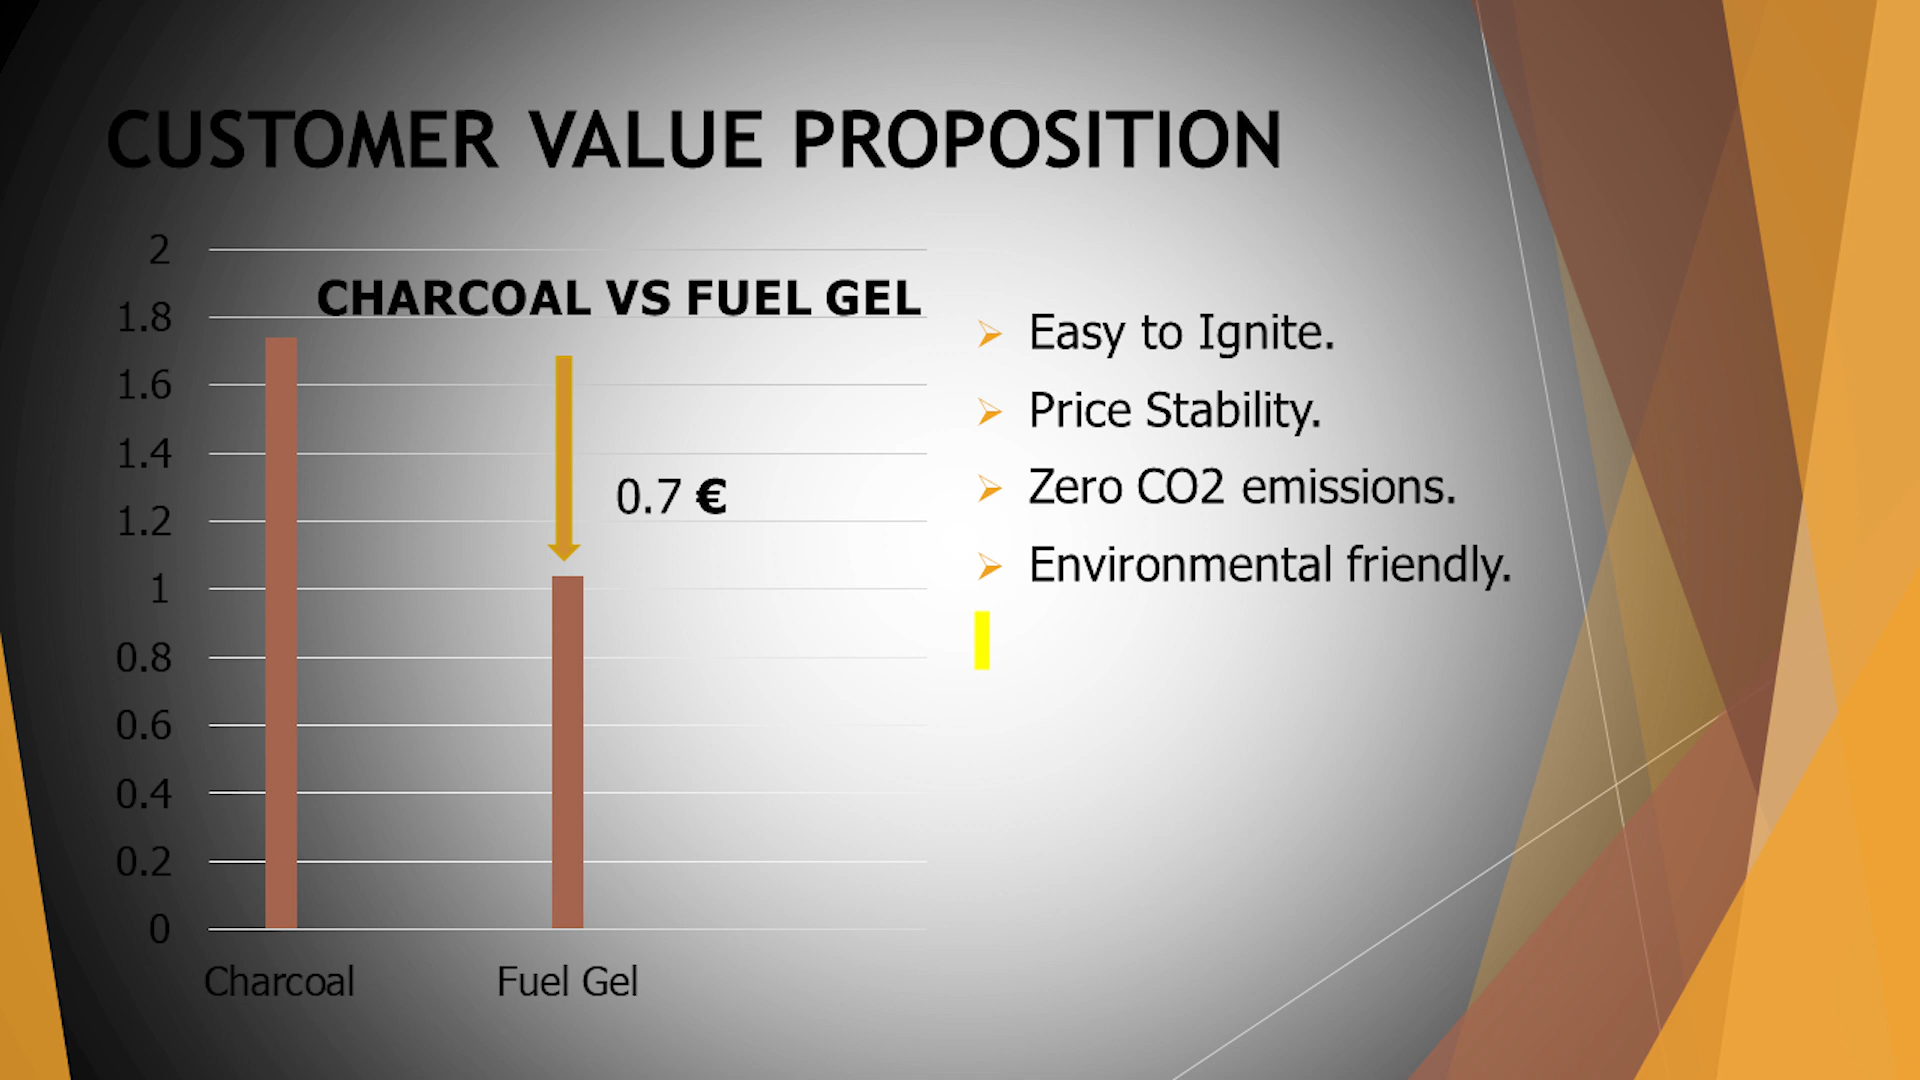 CUSTOMER VALUE PROPOSITION
CHARCOAL VS FUEL GEL
2
1.8
1.6
1.4
1.2
1
0.8
0.6
0.4
0.2
0
0.7 €
Charcoal
Fuel Gel
Easy to Ignite.
Price Stability.
Zero CO2 emissions.
Environmental friendly.